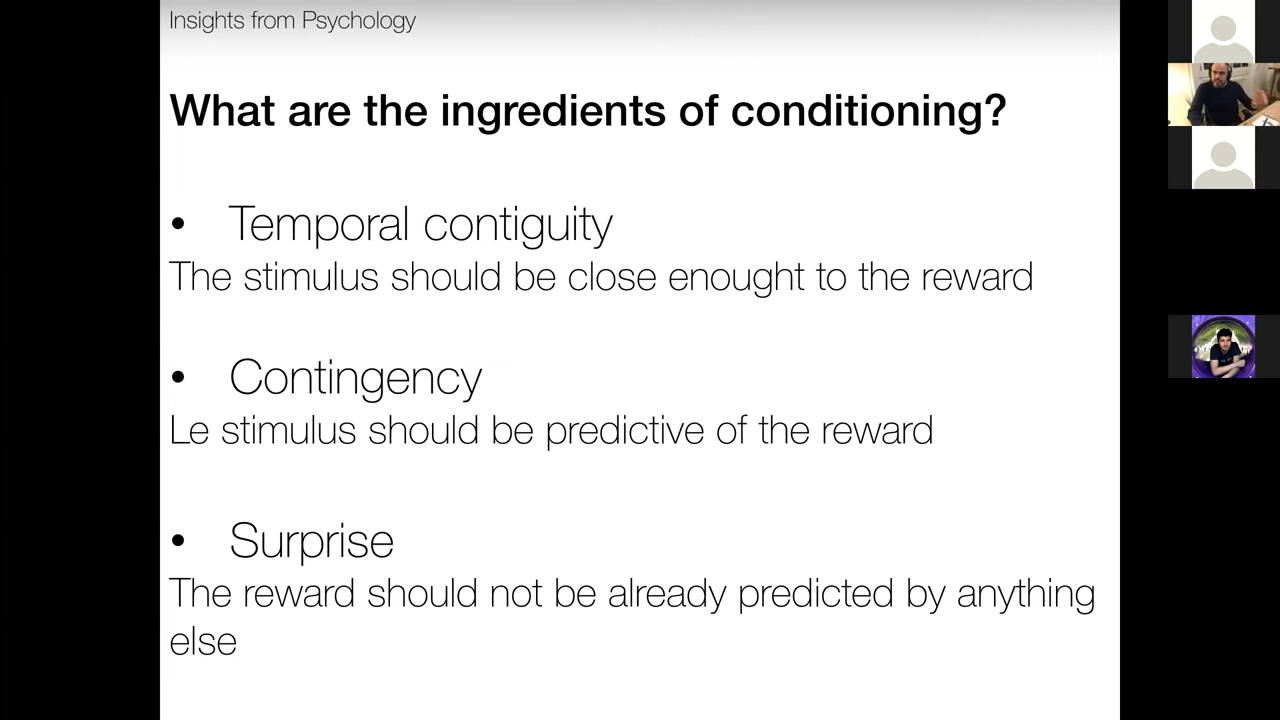 Insights from Psychology
What are the ingredients of conditioning?
• Temporal contiguity
The stimulus should be close enought to the reward
• Contingency
Le stimulus should be predictive of the reward
• Surprise
The reward should not be already predicted by anything
else